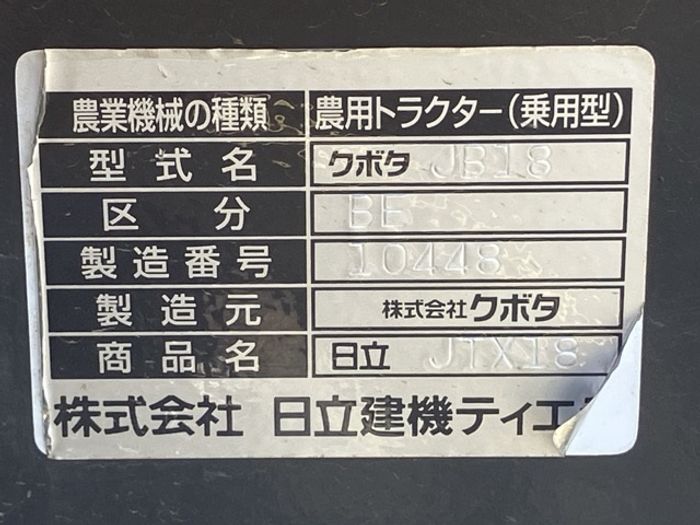 農業機械の種類 農用トラクター(乗用型)
型式名 クボタ JB18
区分 BE
製造番号 10448
製造元 株式会社クボタ
商品名 日立 JTX18
株式会社 日立建機ティエ